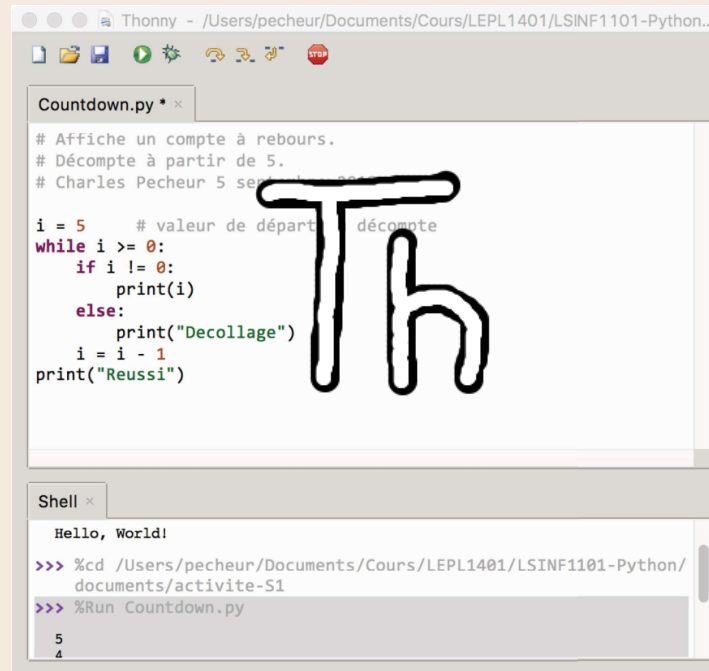 Thonny - /Users/pecheur/Documents/Cours/LEPL1401/LSINF1101-Python...
Countdown.py * ×
# Affiche un compte à rebours.
# Décompte à partir de 5.
# Charles Pecheur 5
i = 5 # valeur de départ décompte
while i >= 0:
if i != 0:
print(i)
else:
print("Decollage")
i = i - 1
print("Reussi")
Th
Shell ×
Hello, World!
>>> %cd /Users/pecheur/Documents/Cours/LEPL1401/LSINF1101-Python/
documents/activite-S1
>>> %Run Countdown.py
5
4